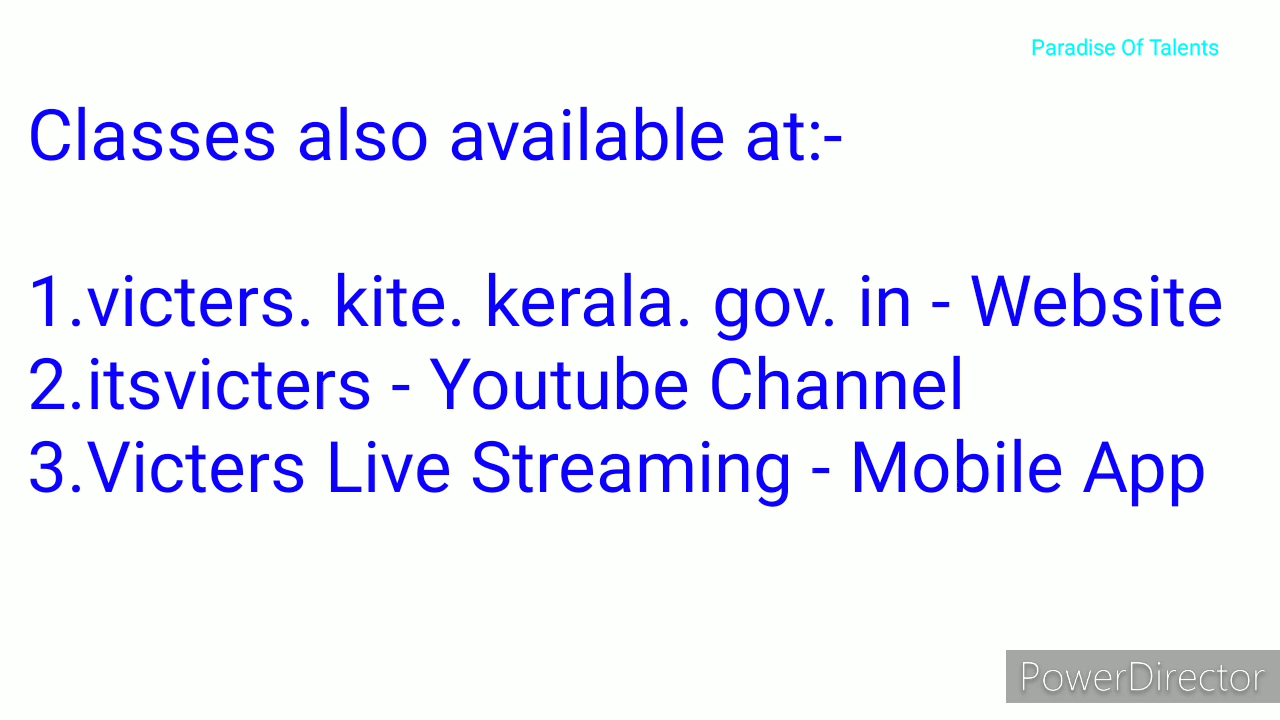 Paradise Of Talents
Classes also available at:-
1.victers. kite. kerala. gov. in - Website
2.itsvicters - Youtube Channel
3.Victers Live Streaming - Mobile App
PowerDirector